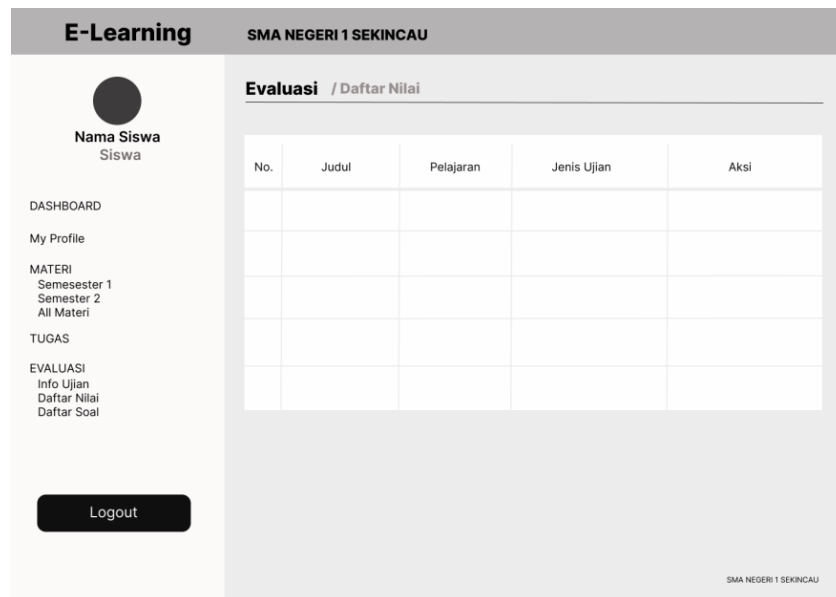 E-Learning SMA NEGERI 1 SEKINCAU
Nama Siswa
Siswa
DASHBOARD
My Profile
MATERI
Semesester 1
Semester 2
All Materi
TUGAS
EVALUASI
Info Ujian
Daftar Nilai
Daftar Soal
Logout
Evaluasi / Daftar Nilai
No. Judul Pelajaran Jenis Ujian Aksi
SMA NEGERI 1 SEKINCAU